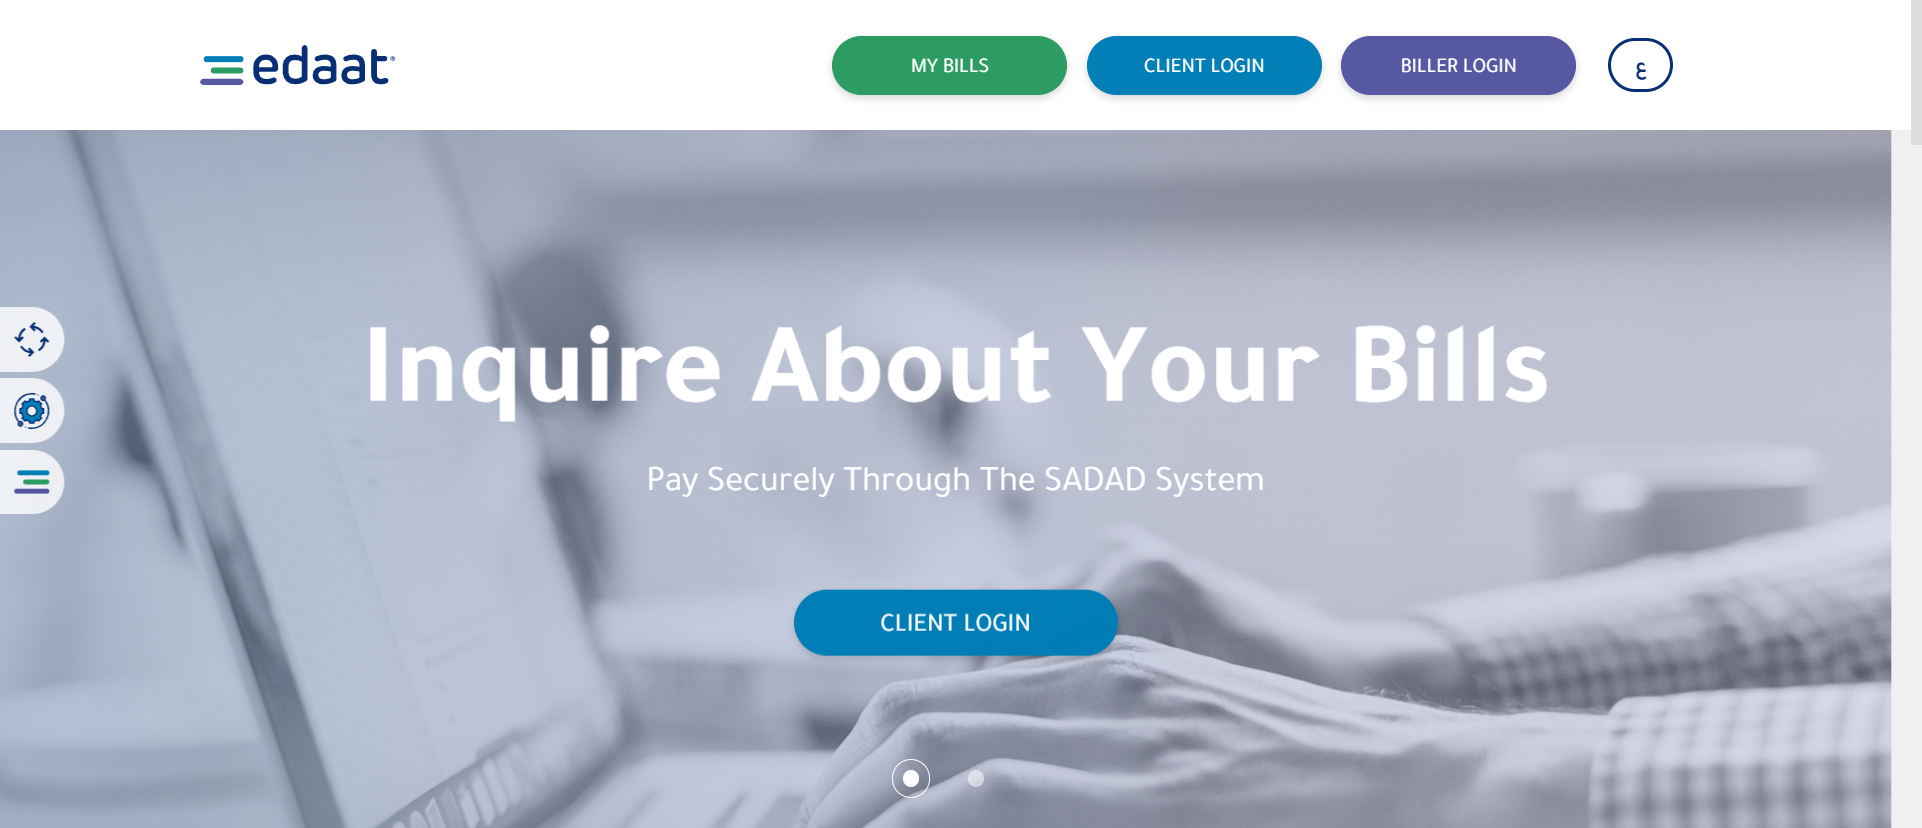 edaat®
MY BILLS
CLIENT LOGIN
BILLER LOGIN
ع
Inquire About Your Bills
Pay Securely Through The SADAD System
CLIENT LOGIN